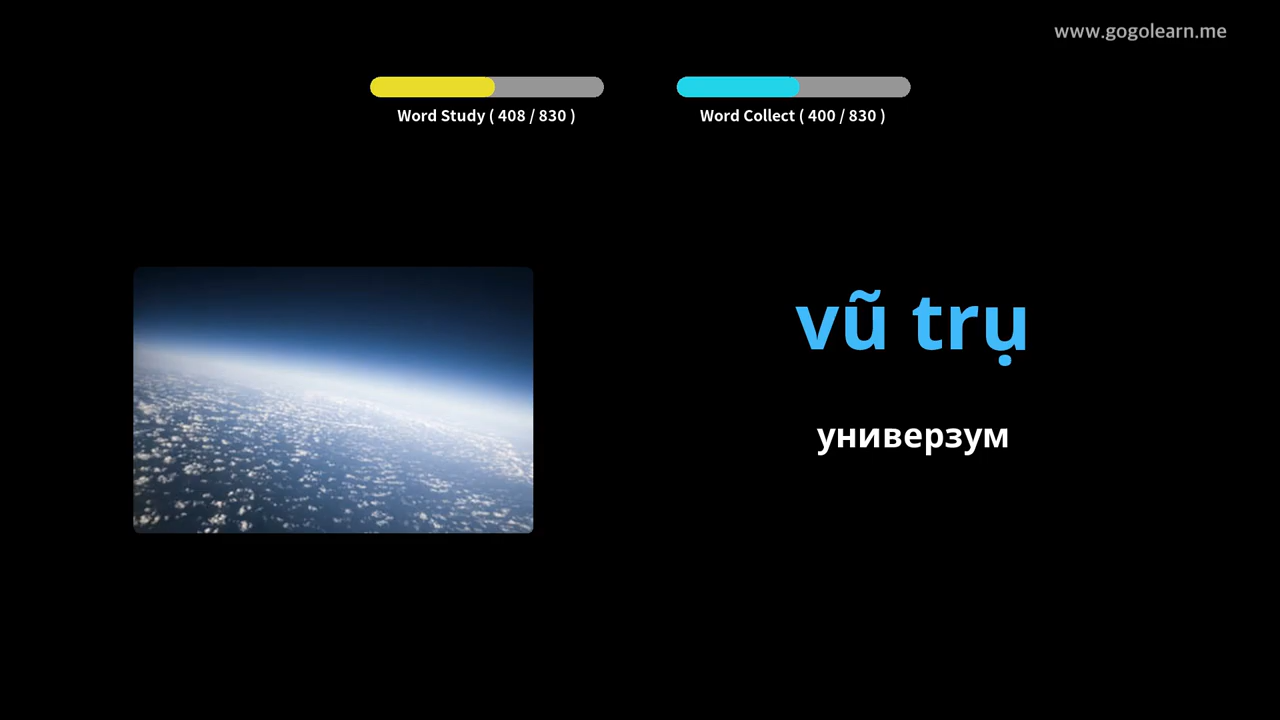 www.gogolearn.me
Word Study ( 408 / 830 )
Word Collect ( 400 / 830 )
vũ trụ
универзум